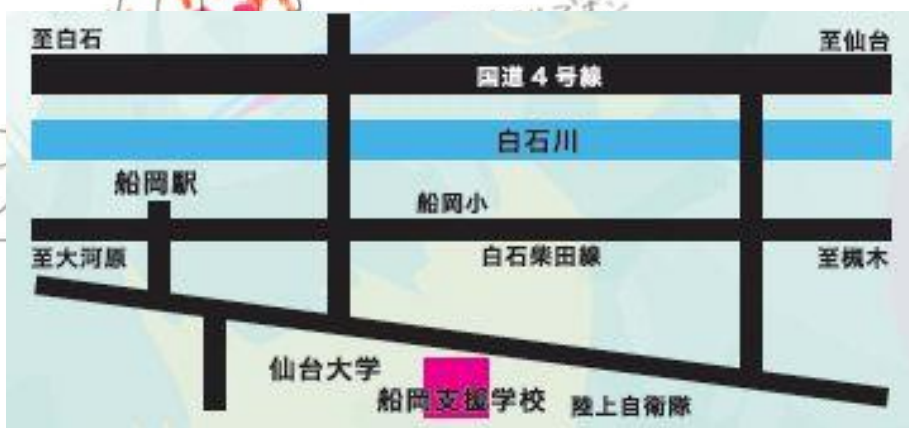 至白石
至仙台
国道4号線
白石川
船岡駅
船岡小
至大河原
白石柴田線
至槻木
仙台大学
船岡支援学校
陸上自衛隊